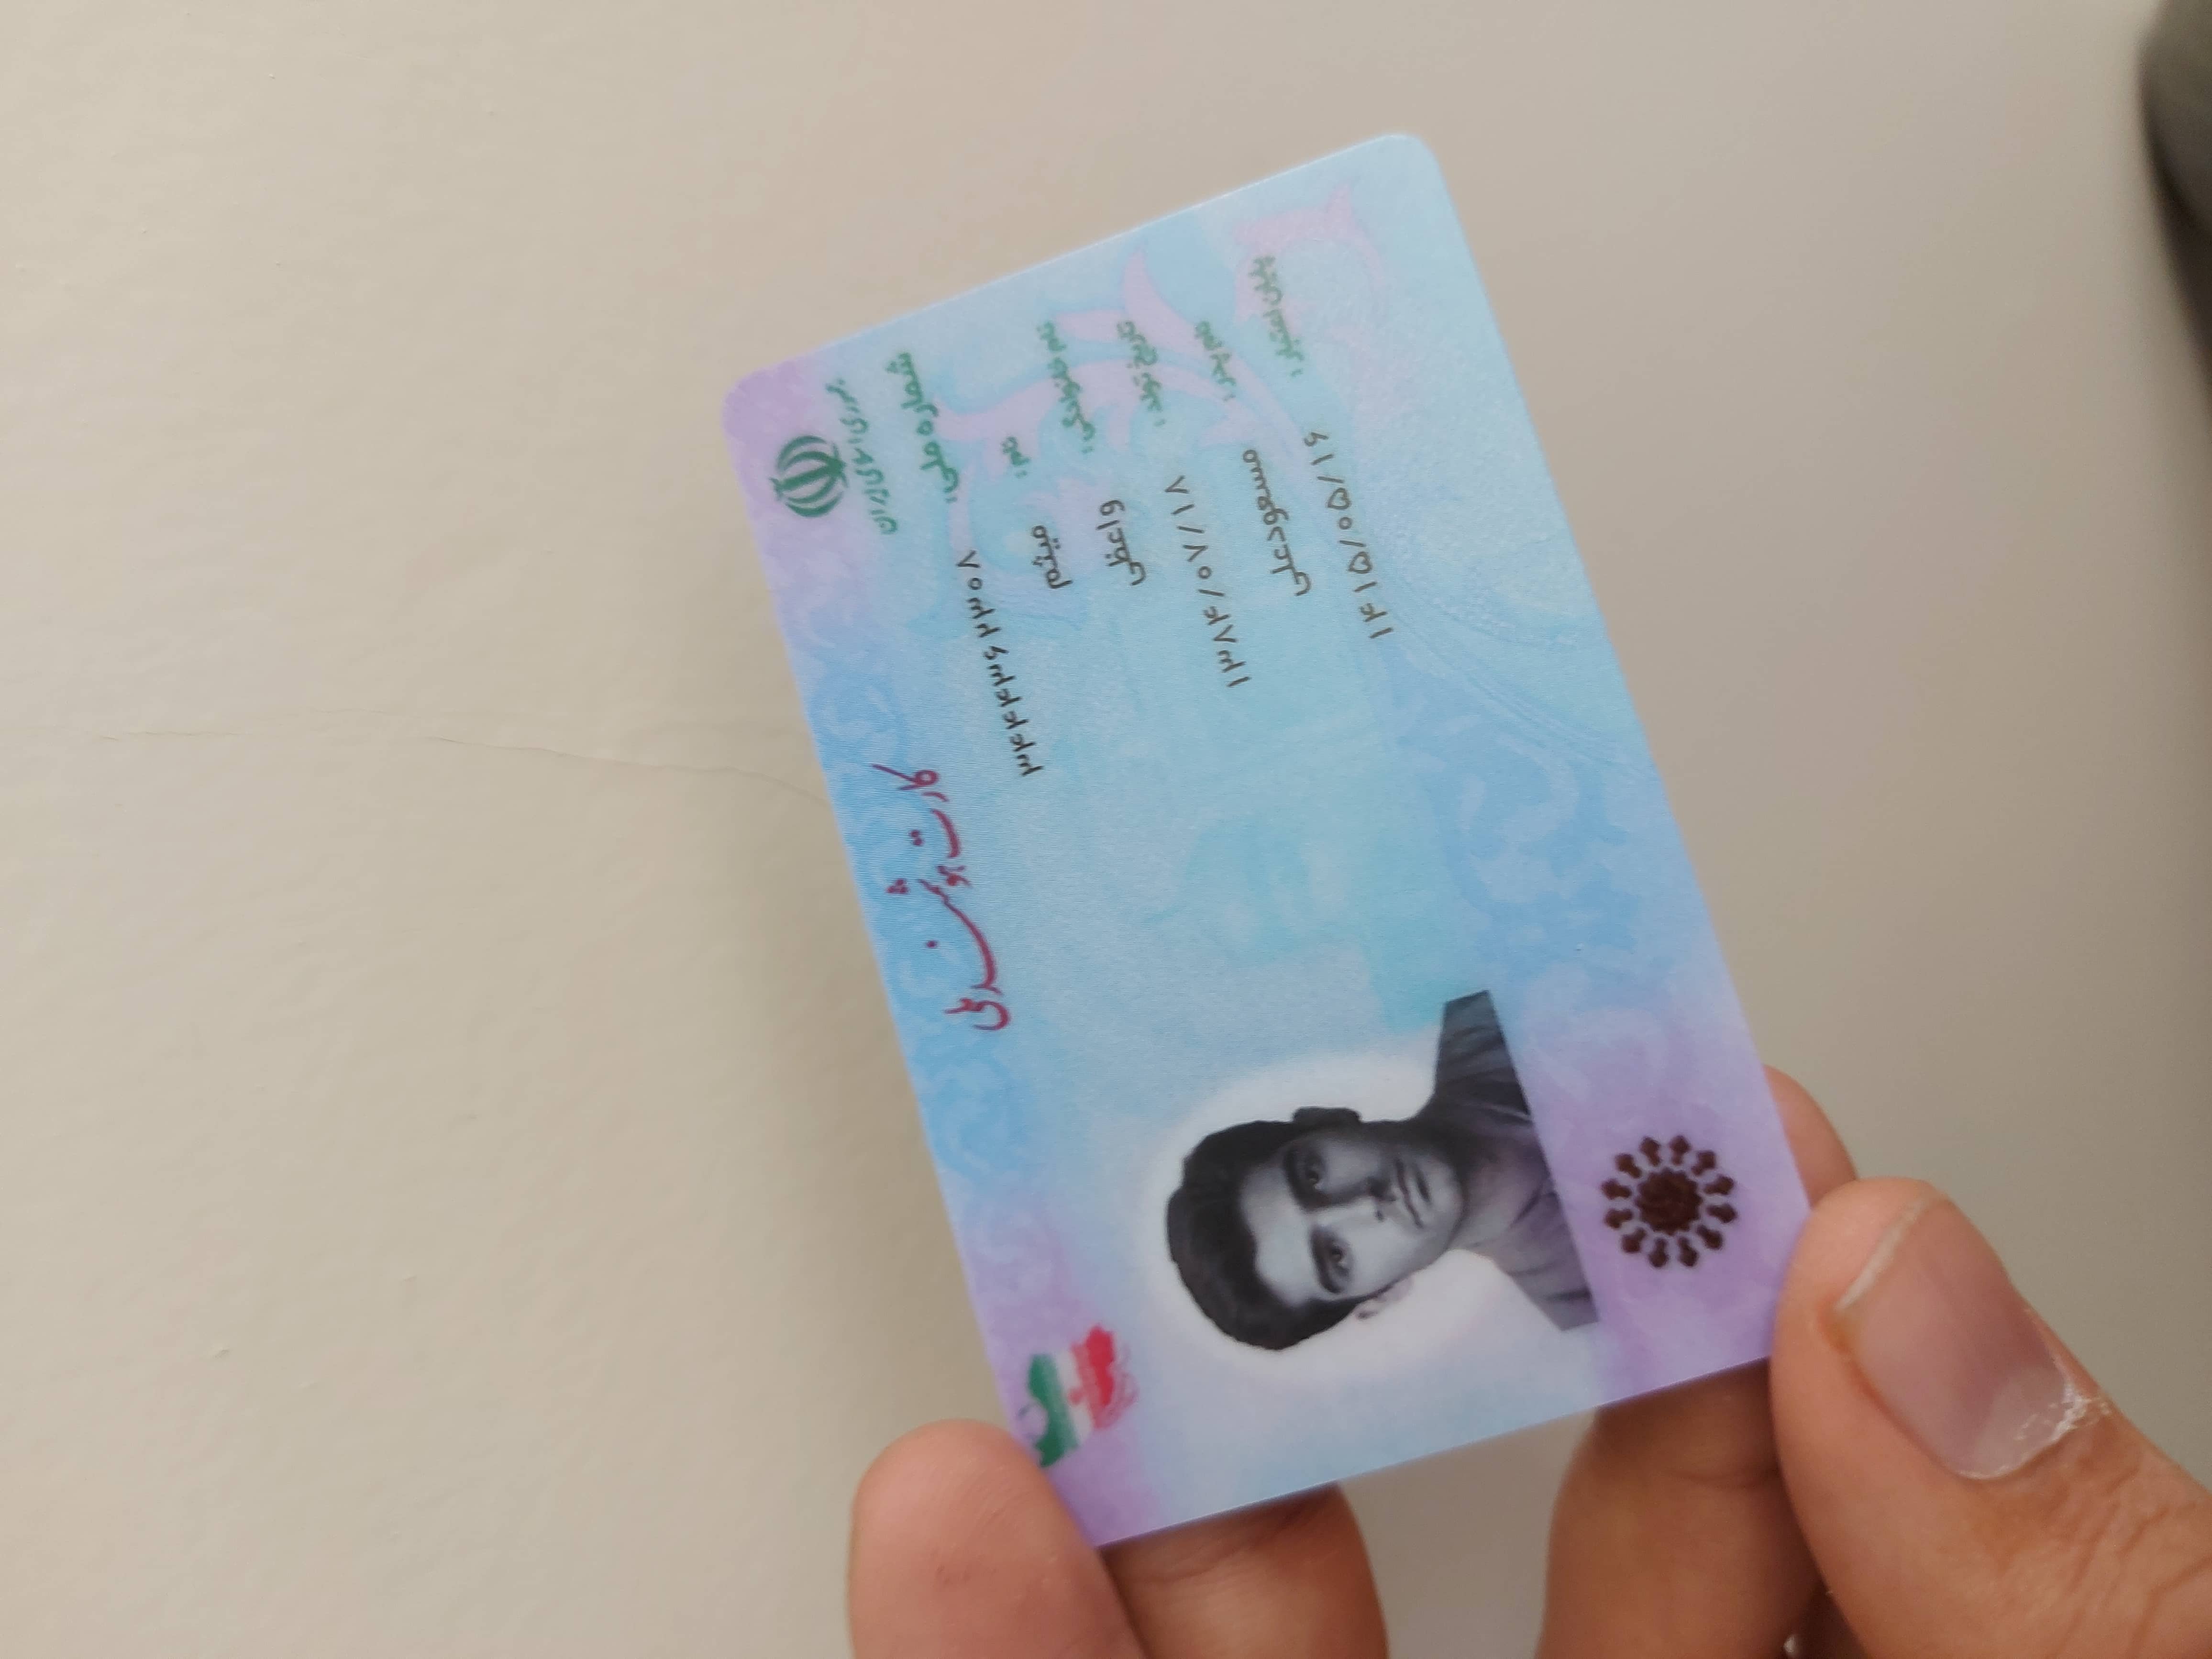 جمهوری اسلامی ایران
کارت هوشمند ملی
شماره ملی:
نام: میثم
نام خانوادگی: واعظی
تاریخ تولد: ۱۳۸۴/۰۷/۱۸
نام پدر: مسعودعلی
پایان اعتبار: ۱۴۱۵/۰۵/۱۶